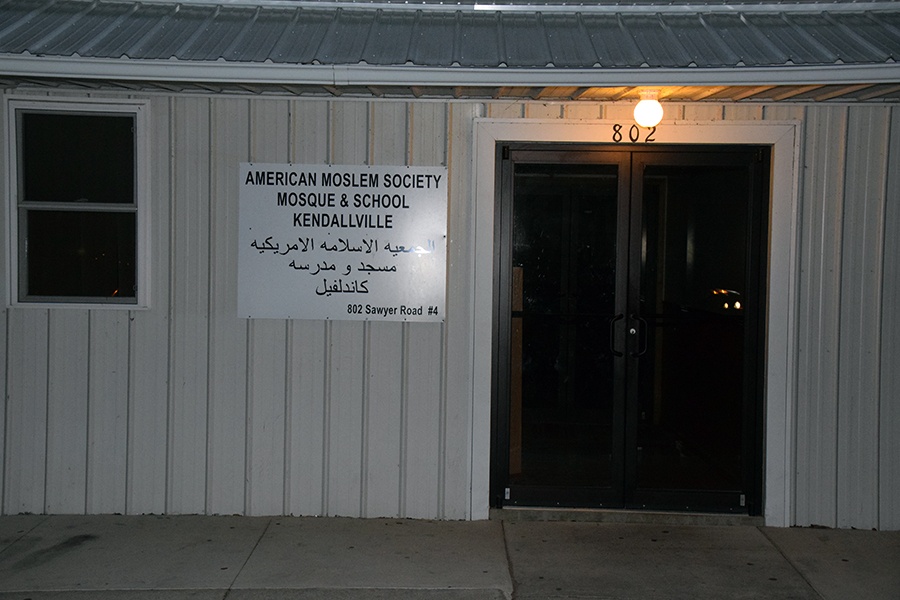 802
AMERICAN MOSLEM SOCIETY
MOSQUE & SCHOOL
KENDALLVILLE
الجمعيه الاسلامه الامريكيه
مسجد و مدرسه
كاندلفيل
802 Sawyer Road #4